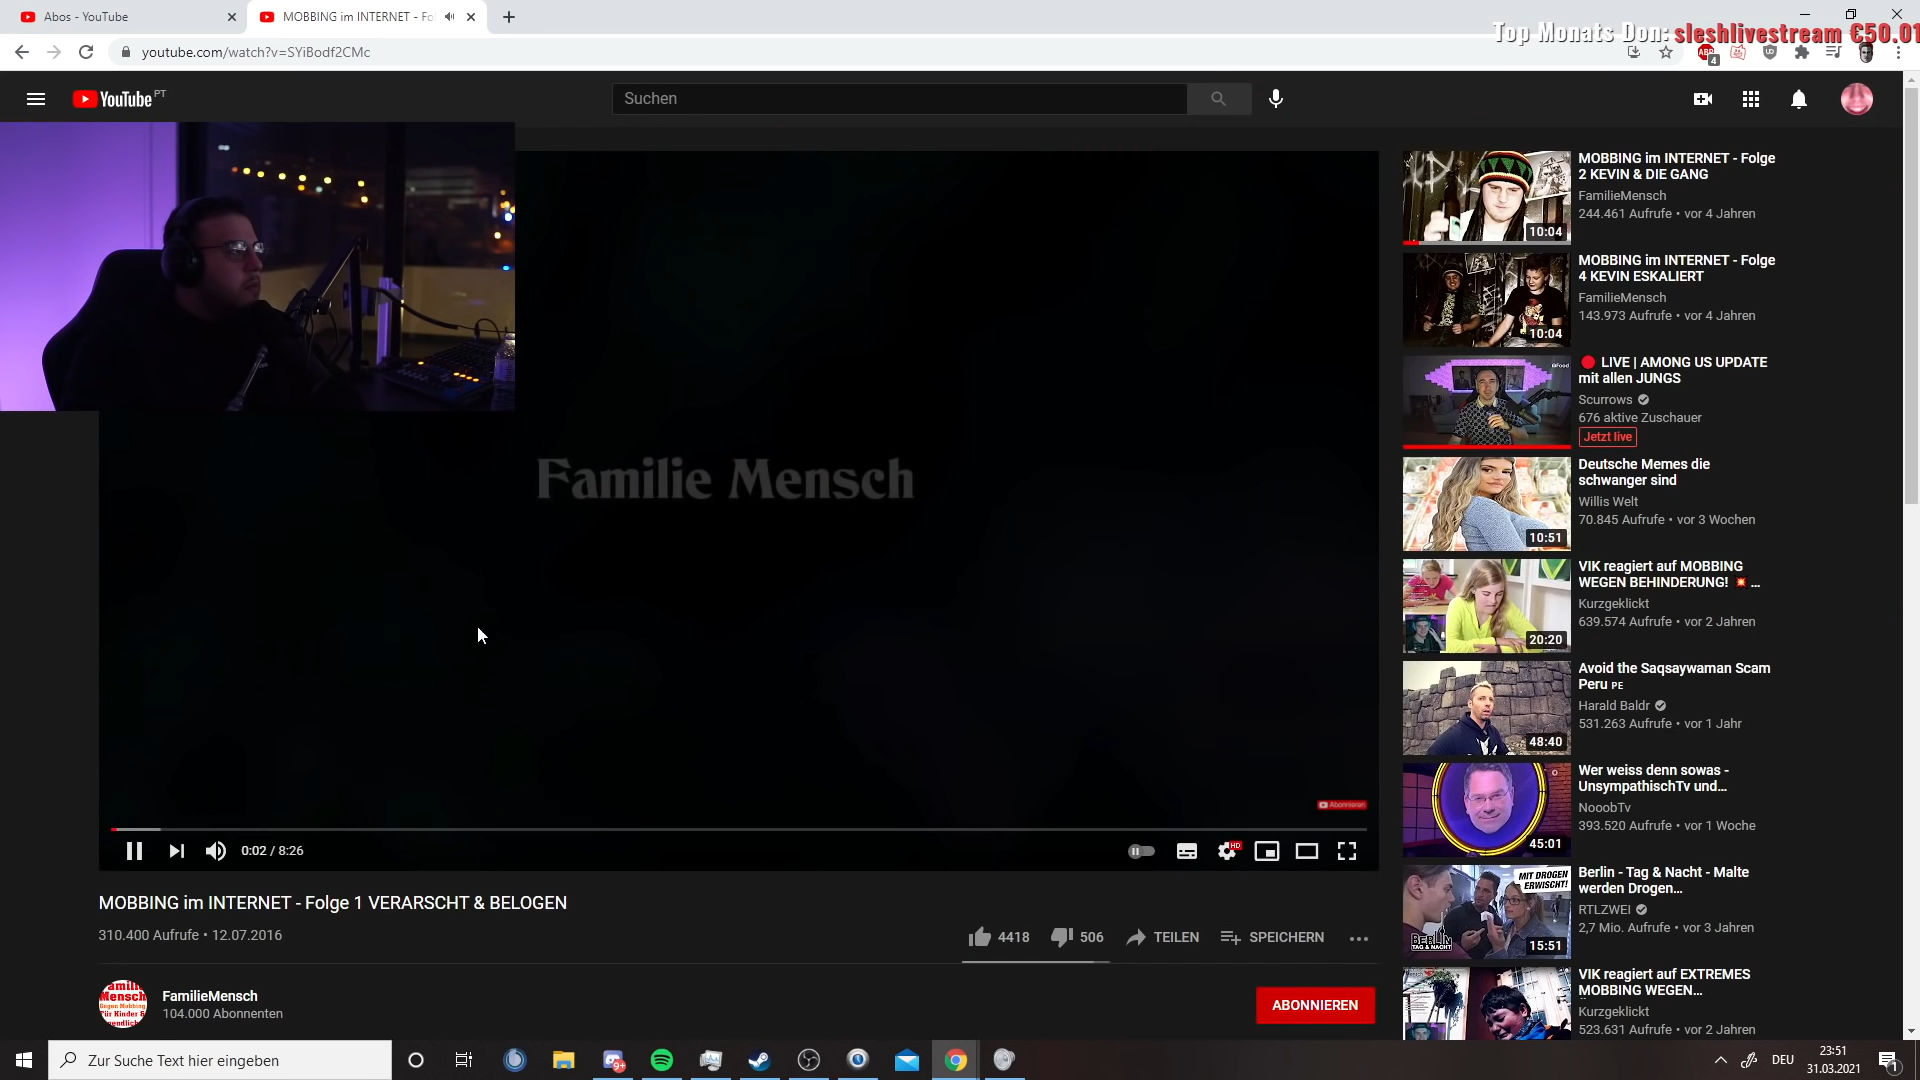 Abos - YouTube
MOBBING im INTERNET - Fo
Top Monats Don: sleshlivestream €50.01
youtube.com/watch?v=SYiBodf2CMc
4
YouTube PT
Suchen
Familie Mensch
Abonnieren
0:02 / 8:26
HD
MOBBING im INTERNET - Folge 1 VERARSCHT & BELOGEN
310.400 Aufrufe • 12.07.2016
4418
506
TEILEN
SPEICHERN
FamilieMensch
104.000 Abonnenten
ABONNIEREN
MOBBING im INTERNET - Folge
2 KEVIN & DIE GANG
FamilieMensch
244.461 Aufrufe • vor 4 Jahren
10:04
MOBBING im INTERNET - Folge
4 KEVIN ESKALIERT
FamilieMensch
143.973 Aufrufe • vor 4 Jahren
10:04
LIVE | AMONG US UPDATE
mit allen JUNGS
Scurrows
676 aktive Zuschauer
Jetzt live
Deutsche Memes die
schwanger sind
Willis Welt
70.845 Aufrufe • vor 3 Wochen
10:51
VIK reagiert auf MOBBING
WEGEN BEHINDERUNG! 💥 ...
Kurzgeklickt
639.574 Aufrufe • vor 2 Jahren
20:20
Avoid the Saqsaywaman Scam
Peru PE
Harald Baldr
531.263 Aufrufe • vor 1 Jahr
48:40
Wer weiss denn sowas -
UnsympathischTv und...
NooobTv
393.520 Aufrufe • vor 1 Woche
45:01
Berlin - Tag & Nacht - Malte
werden Drogen...
RTLZWEI
2,7 Mio. Aufrufe • vor 3 Jahren
MIT DROGEN
ERWISCHT!
BERLIN
TAG & NACHT
15:51
VIK reagiert auf EXTREMES
MOBBING WEGEN...
Kurzgeklickt
523.631 Aufrufe • vor 2 Jahren
Zur Suche Text hier eingeben
9+
DEU
23:51
31.03.2021
1